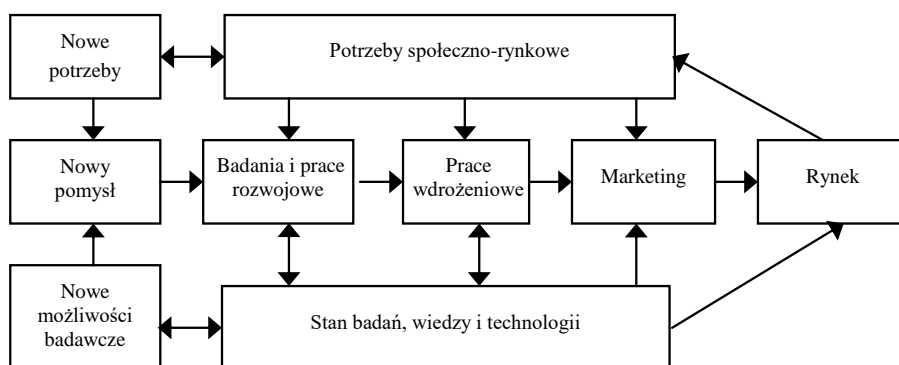 Nowe
potrzeby
Potrzeby społeczno-rynkowe
Nowy
pomysł
Badania i prace
rozwojowe
Prace
wdrożeniowe
Marketing
Rynek
Nowe
możliwości
badawcze
Stan badań, wiedzy i technologii